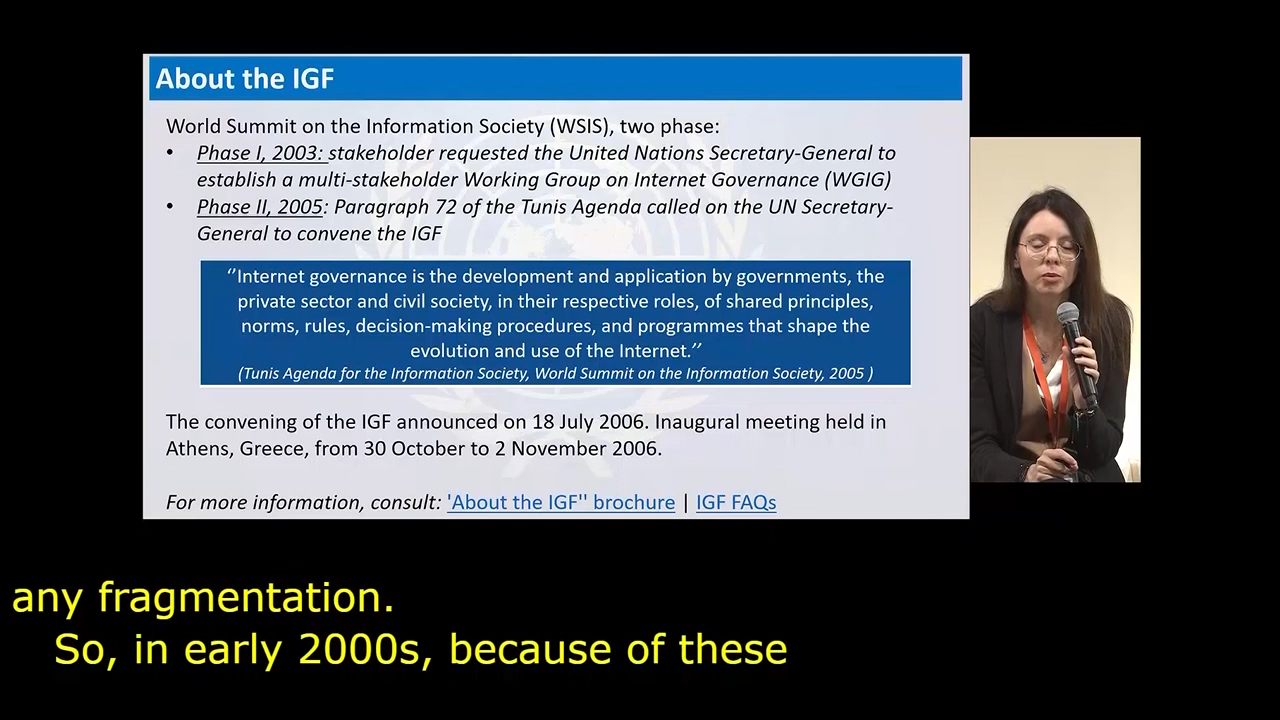 About the IGF
World Summit on the Information Society (WSIS), two phase:
• Phase I, 2003: stakeholder requested the United Nations Secretary-General to
establish a multi-stakeholder Working Group on Internet Governance (WGIG)
• Phase II, 2005: Paragraph 72 of the Tunis Agenda called on the UN Secretary-
General to convene the IGF
‘’Internet governance is the development and application by governments, the
private sector and civil society, in their respective roles, of shared principles,
norms, rules, decision-making procedures, and programmes that shape the
evolution and use of the Internet.’’
(Tunis Agenda for the Information Society, World Summit on the Information Society, 2005 )
The convening of the IGF announced on 18 July 2006. Inaugural meeting held in
Athens, Greece, from 30 October to 2 November 2006.
For more information, consult: 'About the IGF'' brochure | IGF FAQs
any fragmentation.
So, in early 2000s, because of these